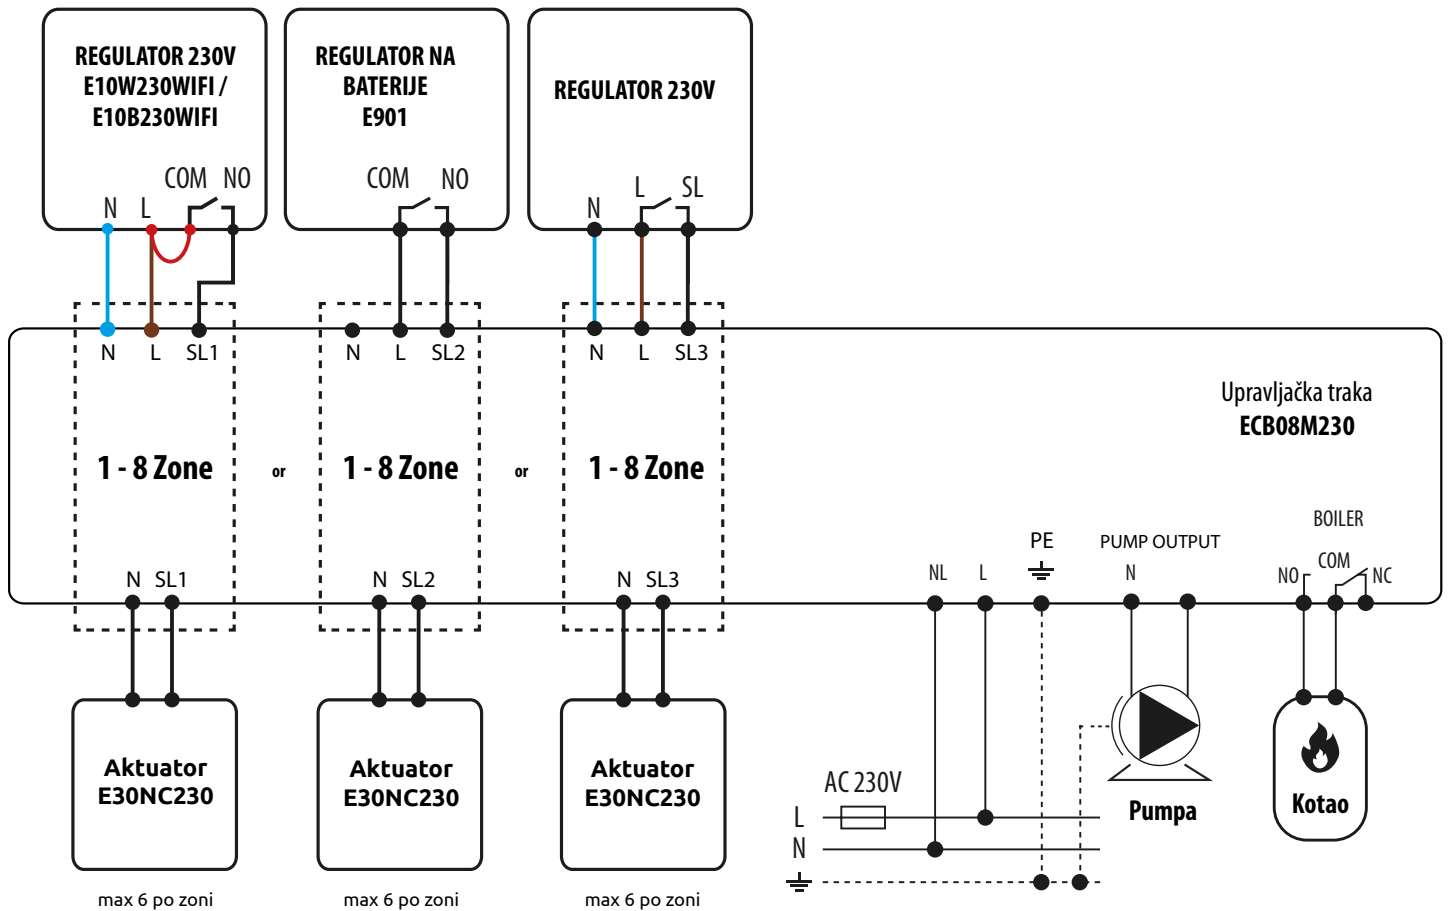 REGULATOR 230V
E10W230WIFI /
E10B230WIFI
COM NO
N L
REGULATOR NA
BATERIJE
E901
COM NO
REGULATOR 230V
L SL
N
N L SL1
N L SL2
N L SL3
Upravljačka traka
ECB08M230
1 - 8 Zone
or
1 - 8 Zone
or
1 - 8 Zone
BOILER
PE
PUMP OUTPUT
NL L
N
NO COM NC
N SL1
N SL2
N SL3
Aktuator
E30NC230
Aktuator
E30NC230
Aktuator
E30NC230
AC 230V
L
N
Pumpa
Kotao
max 6 po zoni
max 6 po zoni
max 6 po zoni